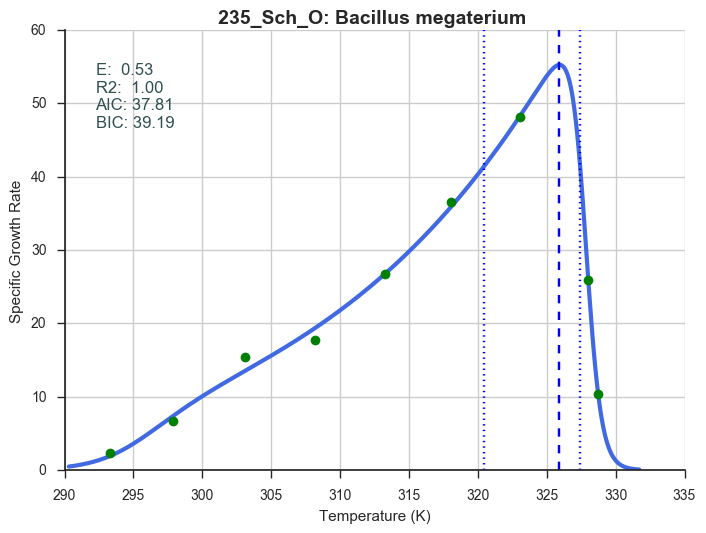 235_Sch_O: Bacillus megaterium
60
E: 0.53
R2: 1.00
AIC: 37.81
BIC: 39.19
50
40
30
20
10
0
Specific Growth Rate
290 295 300 305 310 315 320 325 330 335
Temperature (K)